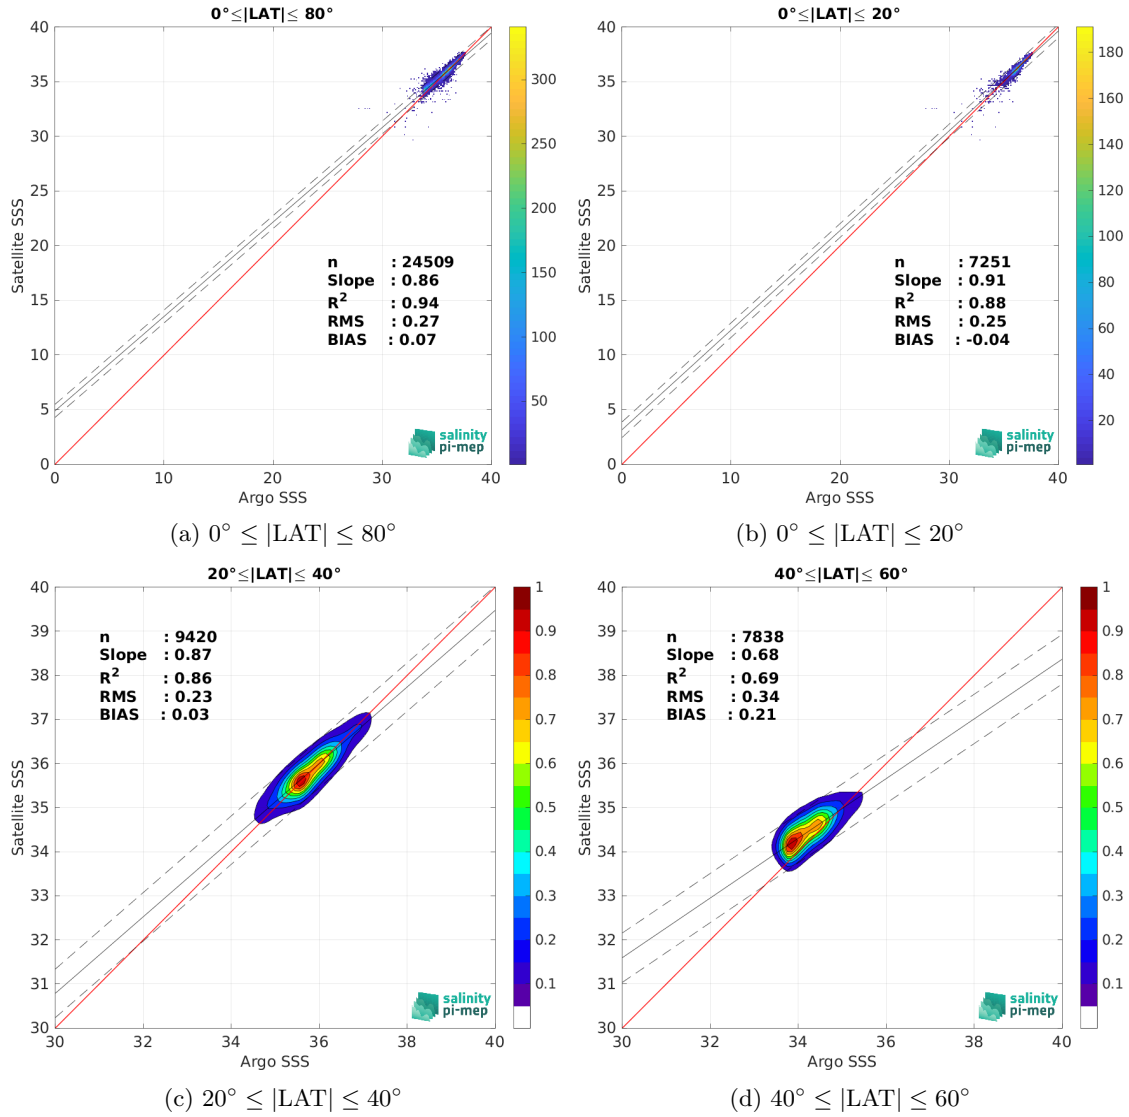 0°≤|LAT|≤ 80°
40
35
30
25
20
15
10
5
0
Satellite SSS
n : 24509
Slope : 0.86
R² : 0.94
RMS : 0.27
BIAS : 0.07
salinity
pi-mep
0 10 20 30 40
Argo SSS
300
250
200
150
100
50
(a) 0° ≤ |LAT| ≤ 80°
0°≤|LAT|≤ 20°
40
35
30
25
20
15
10
5
0
Satellite SSS
n : 7251
Slope : 0.91
R² : 0.88
RMS : 0.25
BIAS : -0.04
salinity
pi-mep
0 10 20 30 40
Argo SSS
180
160
140
120
100
80
60
40
20
(b) 0° ≤ |LAT| ≤ 20°
20°≤|LAT|≤ 40°
40
39
38
37
36
35
34
33
32
31
30
Satellite SSS
n : 9420
Slope : 0.87
R² : 0.86
RMS : 0.23
BIAS : 0.03
salinity
pi-mep
30 32 34 36 38 40
Argo SSS
1
0.9
0.8
0.7
0.6
0.5
0.4
0.3
0.2
0.1
(c) 20° ≤ |LAT| ≤ 40°
40°≤|LAT|≤ 60°
40
39
38
37
36
35
34
33
32
31
30
Satellite SSS
n : 7838
Slope : 0.68
R² : 0.69
RMS : 0.34
BIAS : 0.21
salinity
pi-mep
30 32 34 36 38 40
Argo SSS
1
0.9
0.8
0.7
0.6
0.5
0.4
0.3
0.2
0.1
(d) 40° ≤ |LAT| ≤ 60°